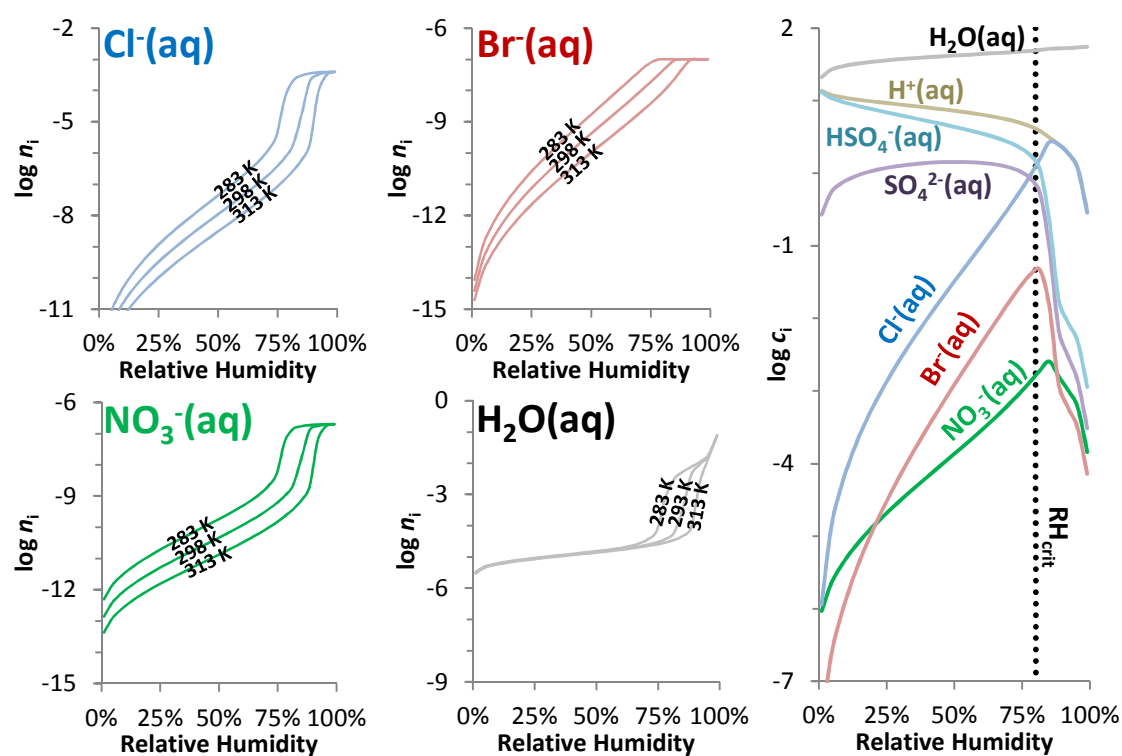 Cl⁻(aq)
-2
-5
-8
-11
log nᵢ
283 K
298 K
313 K
0% 25% 50% 75% 100%
Relative Humidity
Br⁻(aq)
-6
-9
-12
-15
log nᵢ
283 K
298 K
313 K
0% 25% 50% 75% 100%
Relative Humidity
NO₃⁻(aq)
-6
-9
-12
-15
log nᵢ
283 K
298 K
313 K
0% 25% 50% 75% 100%
Relative Humidity
H₂O(aq)
0
-3
-6
-9
log nᵢ
283 K
293 K
313 K
0% 25% 50% 75% 100%
Relative Humidity
2
-1
-4
-7
log cᵢ
H₂O(aq)
H⁺(aq)
HSO₄⁻(aq)
SO₄²⁻(aq)
Cl⁻(aq)
Br⁻(aq)
NO₃⁻(aq)
RH_crit
0% 25% 50% 75% 100%
Relative Humidity